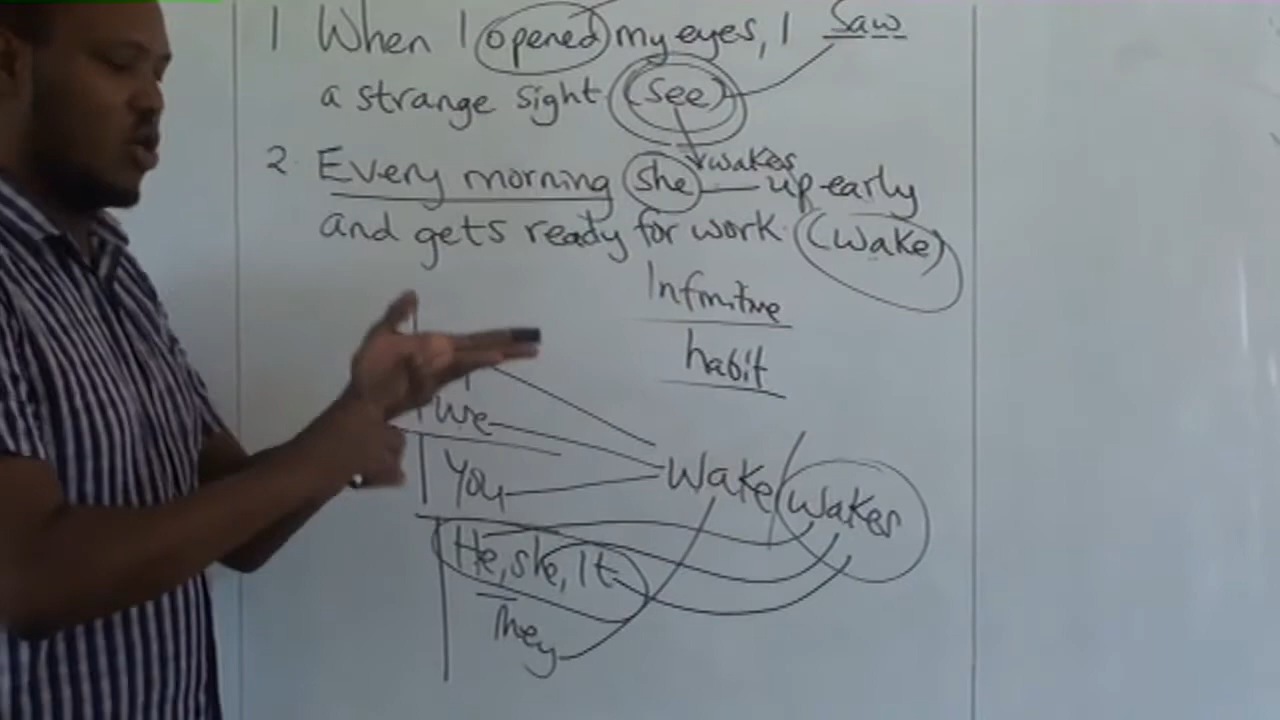 1 When I opened my eyes, I saw
a strange sight (see)
wakes
2. Every morning she up early
and gets ready for work. (wake)
Infinitive
habit
We
You
Wake/wakes
He, she, It
They